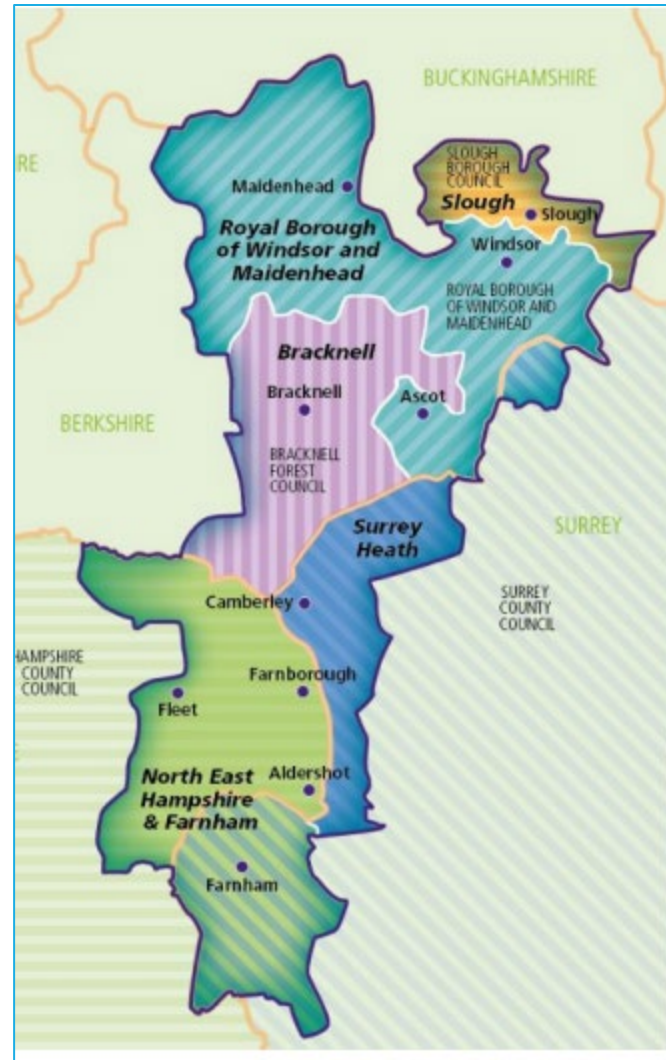 BUCKINGHAMSHIRE
RE
SLOUGH
BOROUGH
COUNCIL
Slough
Slough
Maidenhead
Royal Borough
of Windsor and
Maidenhead
Windsor
ROYAL BOROUGH
OF WINDSOR AND
MAIDENHEAD
Bracknell
Bracknell
Ascot
BERKSHIRE
BRACKNELL
FOREST
COUNCIL
Surrey
Heath
SURREY
Camberley
SURREY
COUNTY
COUNCIL
HAMPSHIRE
COUNTY
COUNCIL
Farnborough
Fleet
E
North East
Hampshire
& Farnham
Aldershot
Farnham